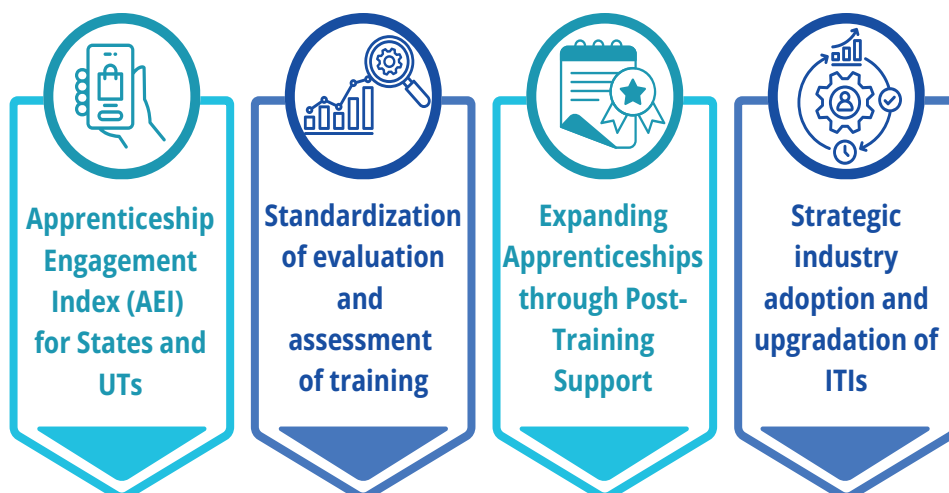 Apprenticeship
Engagement
Index (AEI)
for States and
UTs
Standardization
of evaluation
and
assessment
of training
Expanding
Apprenticeships
through Post-
Training
Support
Strategic
industry
adoption and
upgradation of
ITIs